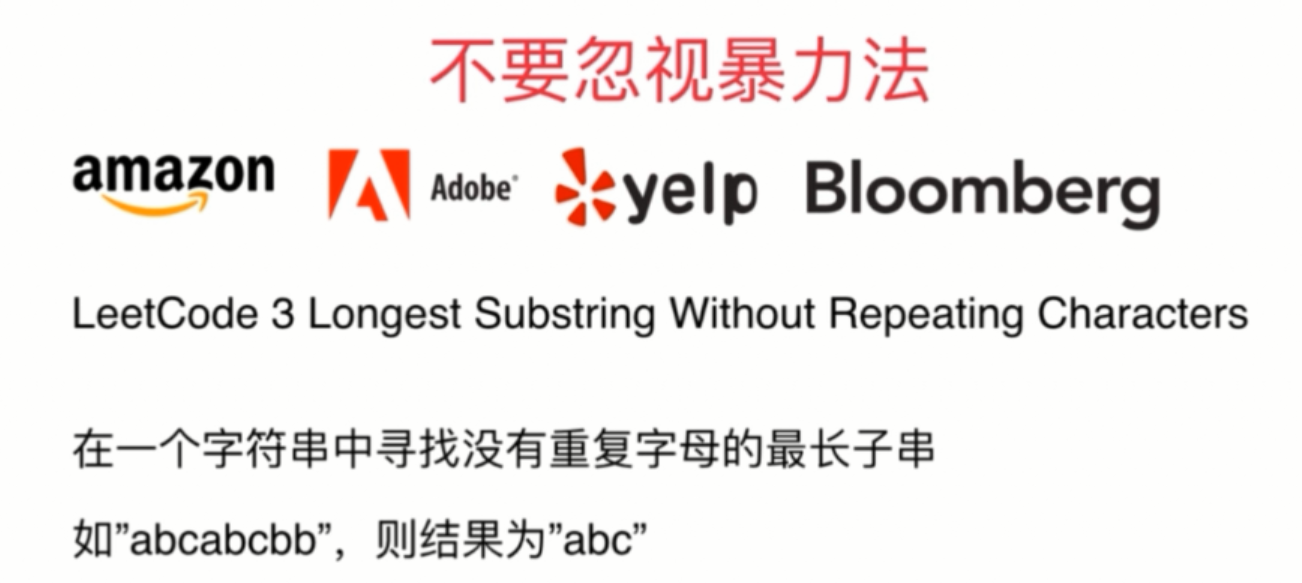 不要忽视暴力法
amazon Adobe® yelp Bloomberg
LeetCode 3 Longest Substring Without Repeating Characters
在一个字符串中寻找没有重复字母的最长子串
如”abcabcbb”，则结果为”abc”